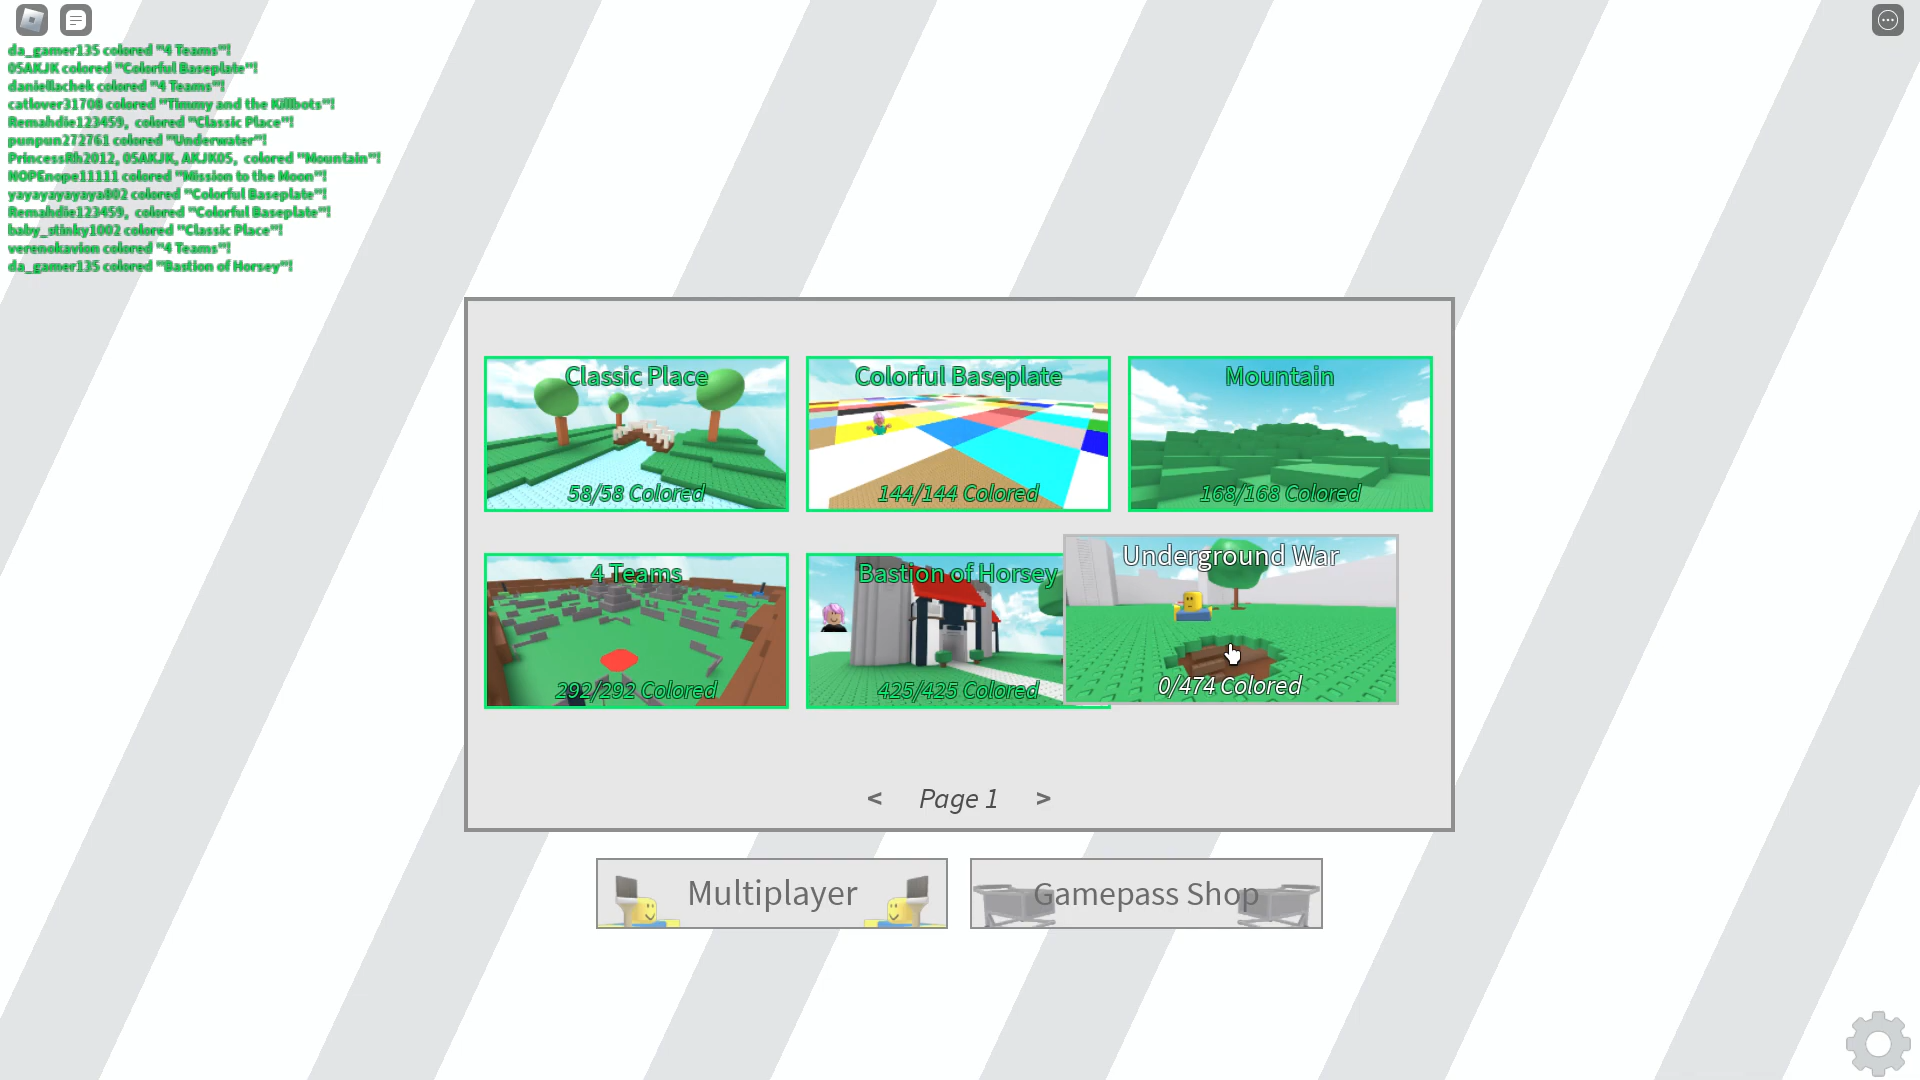 da_gamer135 colored "4 Teams"!
05AKJK colored "Colorful Baseplate"!
daniellachek colored "4 Teams"!
catlover31708 colored "Timmy and the Killbots"!
Remahdie123459,  colored "Classic Place"!
punpun272761 colored "Underwater"!
PrincessRh2012, 05AKJK, AKJK05,  colored "Mountain"!
NOPEnope11111 colored "Mission to the Moon"!
yayayayayaya802 colored "Colorful Baseplate"!
Remahdie123459,  colored "Colorful Baseplate"!
baby_stinky1002 colored "Classic Place"!
verenokavion colored "4 Teams"!
da_gamer135 colored "Bastion of Horsey"!
Classic Place
58/58 Colored
Colorful Baseplate
144/144 Colored
Mountain
168/168 Colored
4 Teams
292/292 Colored
Bastion of Horsey
425/425 Colored
Underground War
0/474 Colored
< Page 1 >
Multiplayer
Gamepass Shop